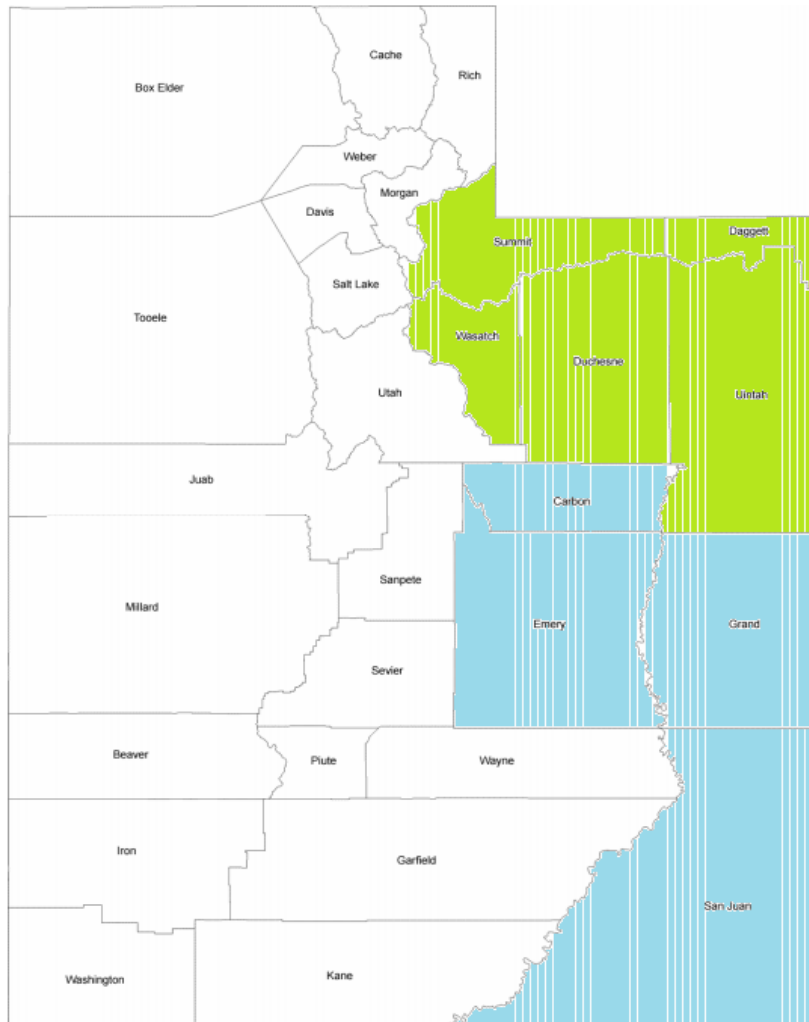 Cache
Rich
Box Elder
Weber
Morgan
Davis
Summit
Daggett
Salt Lake
Tooele
Wasatch
Duchesne
Utah
Uintah
Juab
Carbon
Sanpete
Millard
Emery
Grand
Sevier
Beaver
Piute
Wayne
Iron
Garfield
San Juan
Washington
Kane